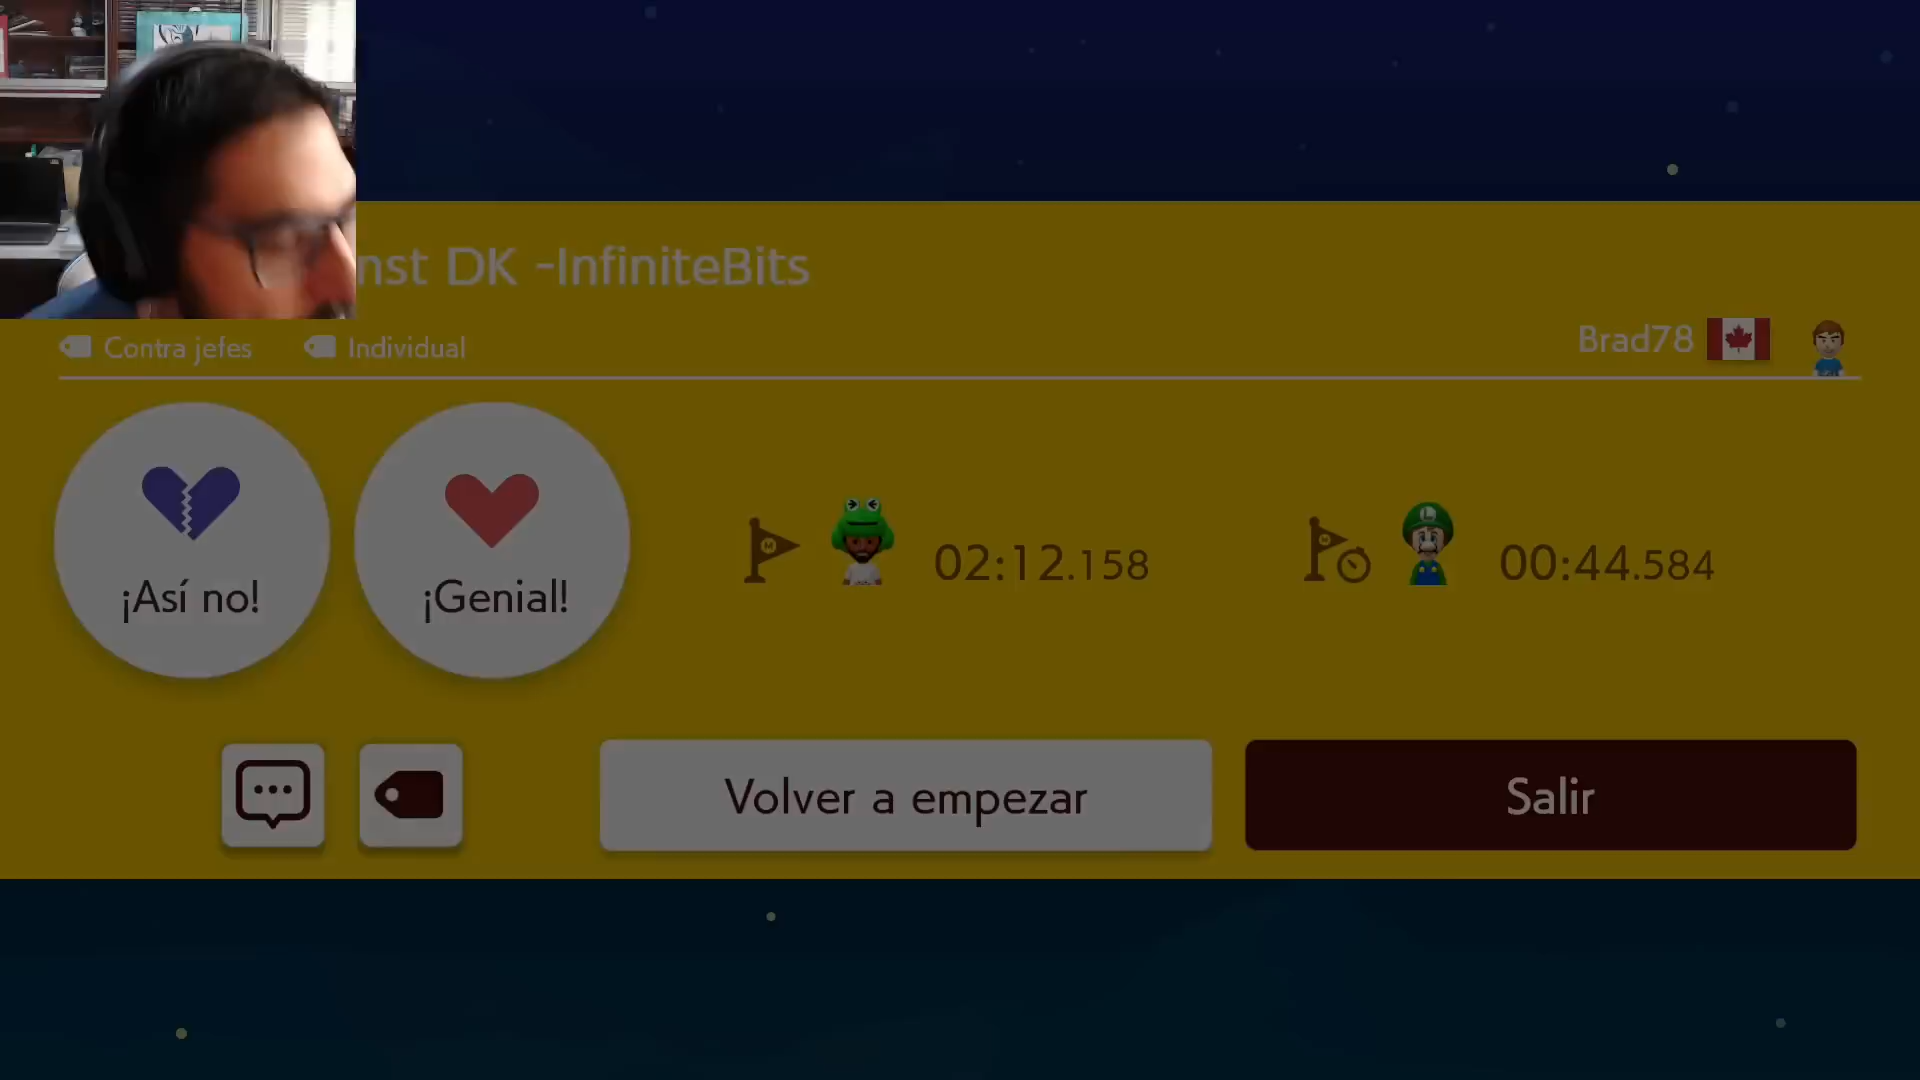 nst DK -InfiniteBits
Contra jefes Individual
Brad78
¡Así no!
¡Genial!
M
02:12.158
M
L
00:44.584
Volver a empezar
Salir